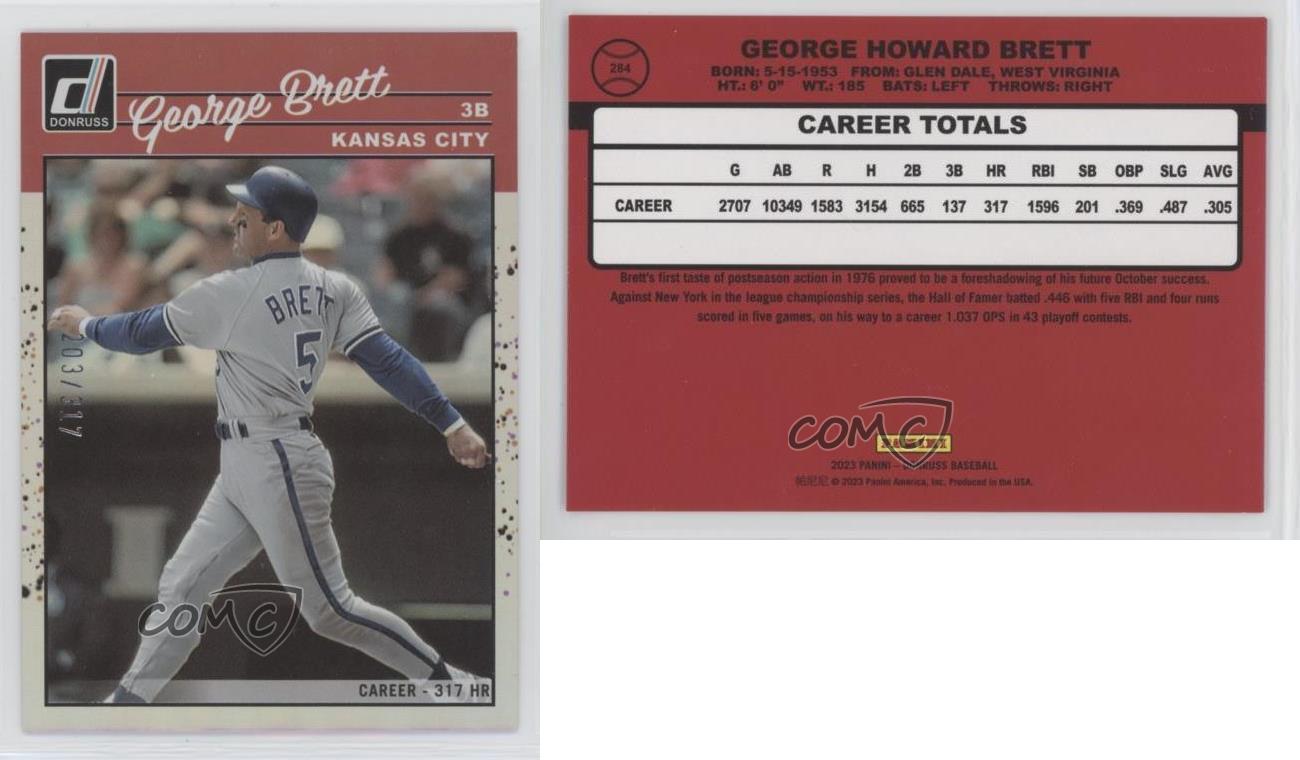 DONRUSS
George Brett
3B
KANSAS CITY
BRETT
5
203/317
COMC
CAREER - 317 HR
284
GEORGE HOWARD BRETT
BORN: 5-15-1953 FROM: GLEN DALE, WEST VIRGINIA
HT.: 6' 0" WT.: 185 BATS: LEFT THROWS: RIGHT
CAREER TOTALS
G AB R H 2B 3B HR RBI SB OBP SLG AVG
CAREER 2707 10349 1583 3154 665 137 317 1596 201 .369 .487 .305
Brett's first taste of postseason action in 1976 proved to be a foreshadowing of his future October success.
Against New York in the league championship series, the Hall of Famer batted .446 with five RBI and four runs
scored in five games, on his way to a career 1.037 OPS in 43 playoff contests.
COMC
PANINI
2023 PANINI – DONRUSS BASEBALL
帕尼尼 © 2023 Panini America, Inc. Produced in the USA.